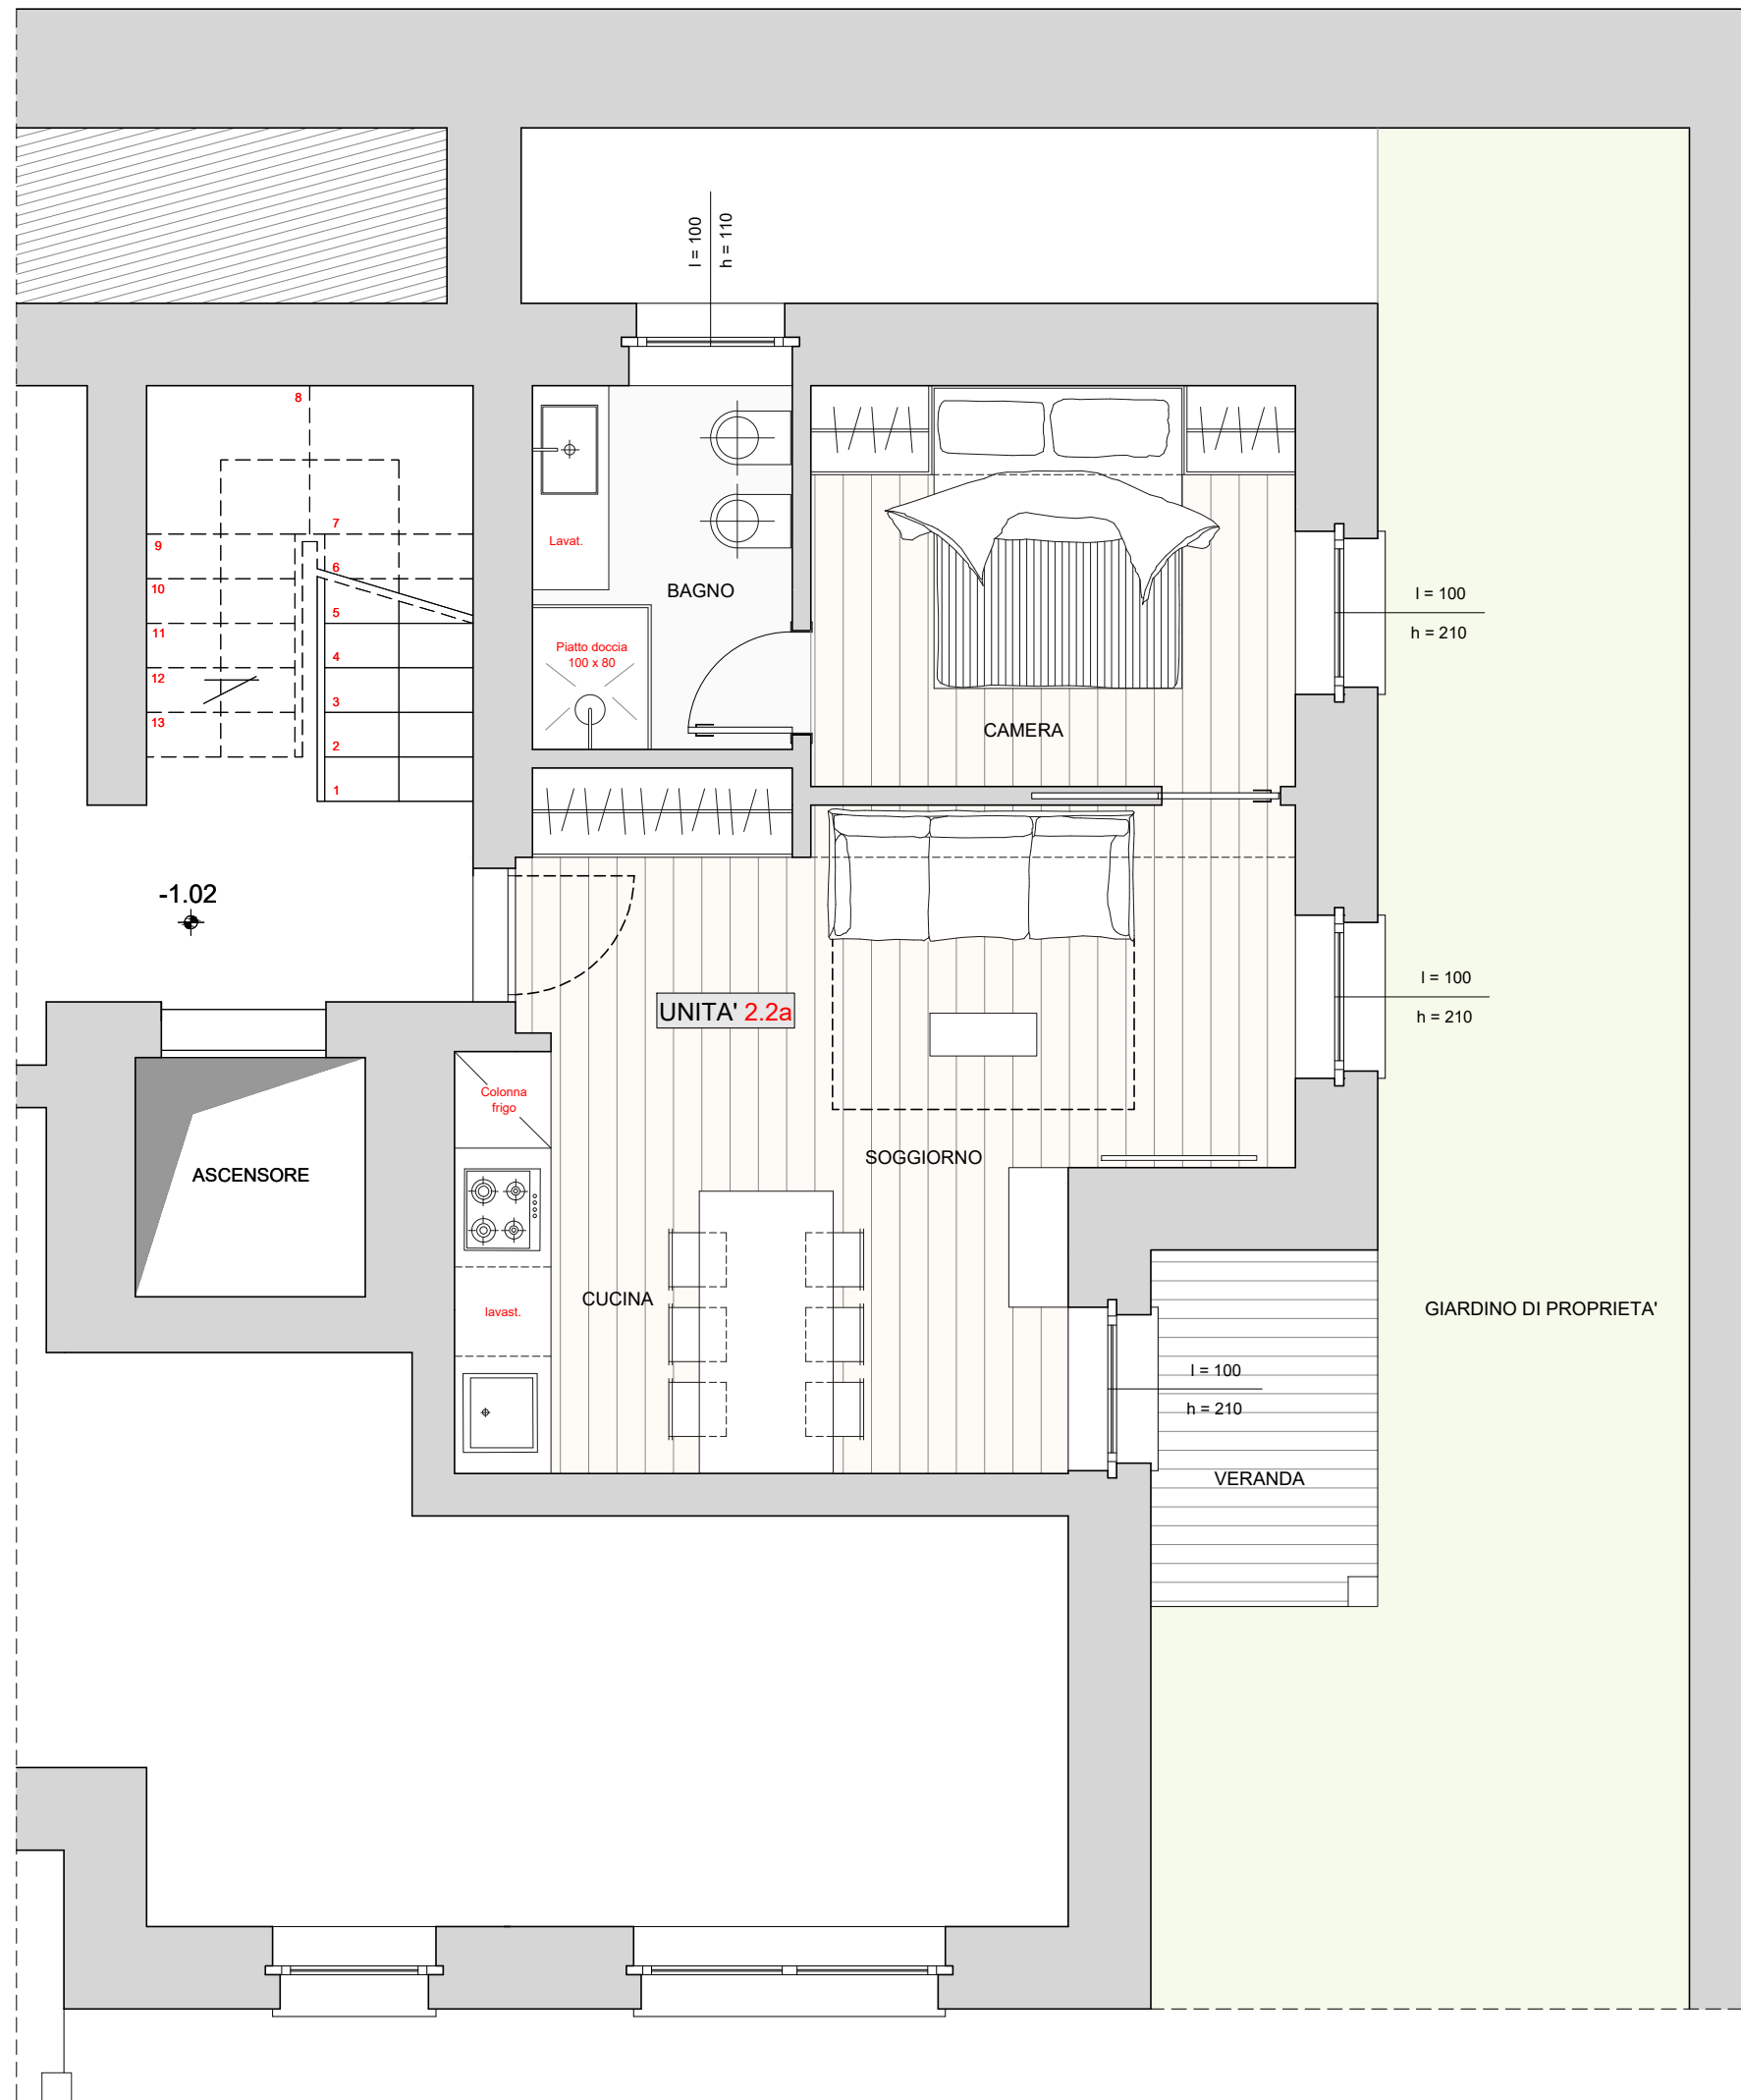 l = 100
h = 110
8
7
9
6
10
5
11
4
12
3
13
2
1
Lavat.
BAGNO
Piatto doccia
100 x 80
CAMERA
l = 100
h = 210
-1.02
UNITA' 2.2a
l = 100
h = 210
Colonna
frigo
ASCENSORE
SOGGIORNO
CUCINA
lavast.
GIARDINO DI PROPRIETA'
l = 100
h = 210
VERANDA